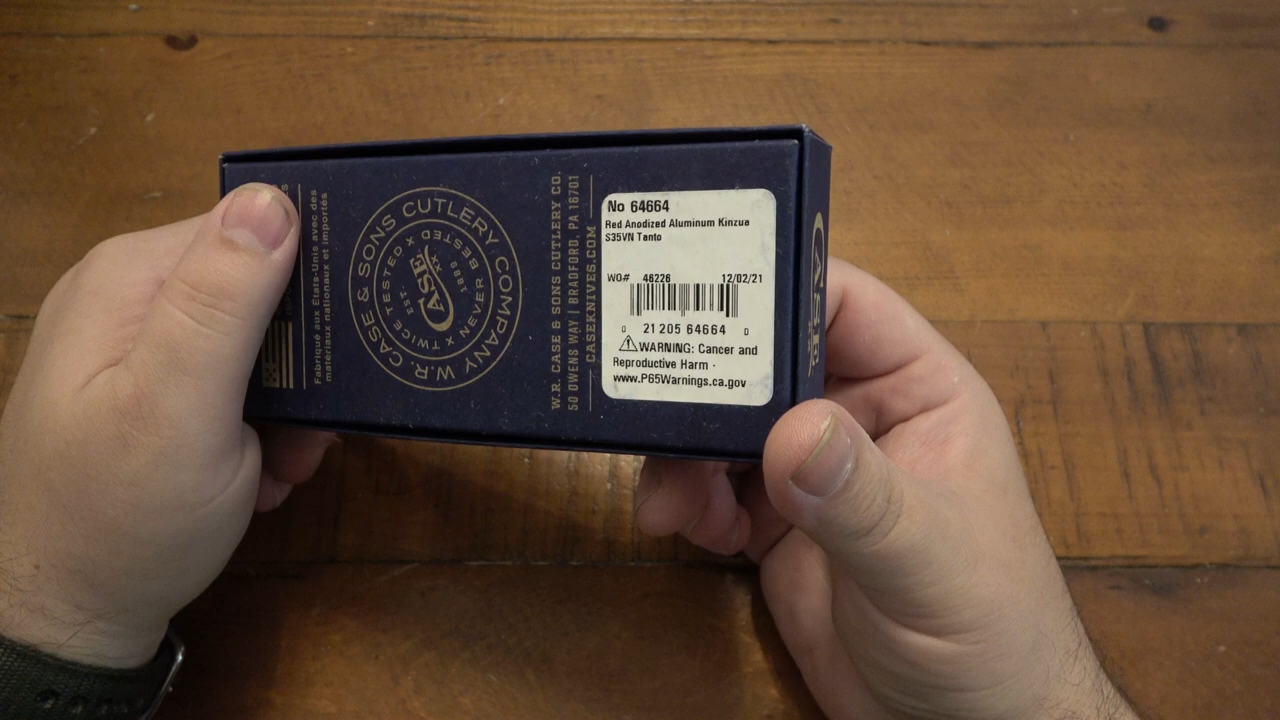 Fabriqué aux États-Unis avec des
matériaux nationaux et importés
W.R. CASE & SONS CUTLERY COMPANY
TESTED X NEVER BESTED X TWICE
CASE
XX
EST. 1889
W.R. CASE & SONS CUTLERY CO.
50 OWENS WAY | BRADFORD, PA 16701
CASEKNIVES.COM
No 64664
Red Anodized Aluminum Kinzua
S35VN Tanto
WO# 46226 12/02/21
0 21205 64664 0
WARNING: Cancer and
Reproductive Harm -
www.P65Warnings.ca.gov
CASE